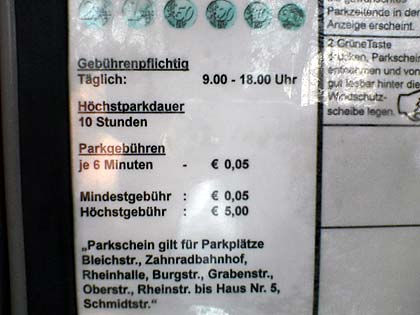 50 50
Gebührenpflichtig
Täglich: 9.00 - 18.00 Uhr
Höchstparkdauer
10 Stunden
Parkgebühren
je 6 Minuten - € 0,05
Mindestgebühr : € 0,05
Höchstgebühr : € 5,00
„Parkschein gilt für Parkplätze
Bleichstr., Zahnradbahnhof,
Rheinhalle, Burgstr., Grabenstr.,
Oberstr., Rheinstr. bis Haus Nr. 5,
Schmidtstr.“
Parkzeitende in der
Anzeige erscheint.
2 Grüne Taste
drücken, Parkschein
entnehmen und von
gut lesbar hinter die
Windschutz-
scheibe legen.